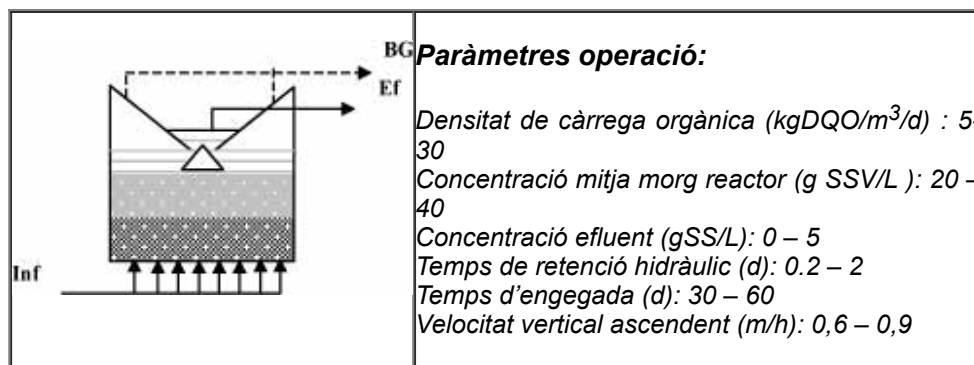 BG
Ef
Inf
Paràmetres operació:
Densitat de càrrega orgànica (kgDQO/m³/d) : 5-
30
Concentració mitja morg reactor (g SSV/L ): 20 –
40
Concentració efluent (gSS/L): 0 – 5
Temps de retenció hidràulic (d): 0.2 – 2
Temps d’engegada (d): 30 – 60
Velocitat vertical ascendent (m/h): 0,6 – 0,9